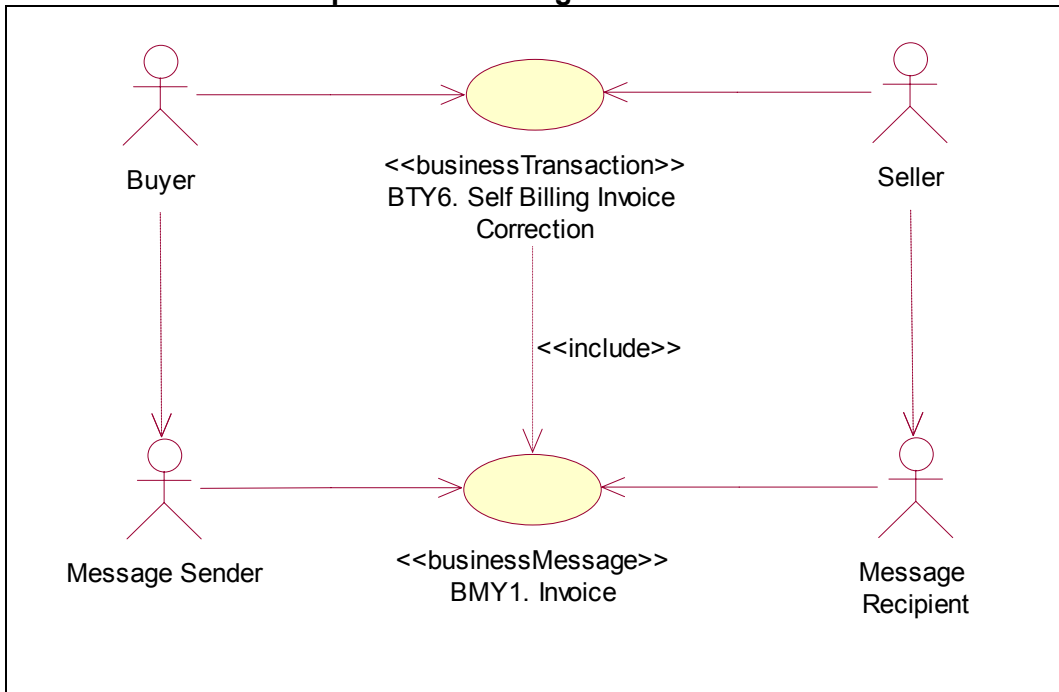 Buyer
<<businessTransaction>>
BTY6. Self Billing Invoice
Correction
Seller
<<include>>
Message Sender
<<businessMessage>>
BMY1. Invoice
Message
Recipient